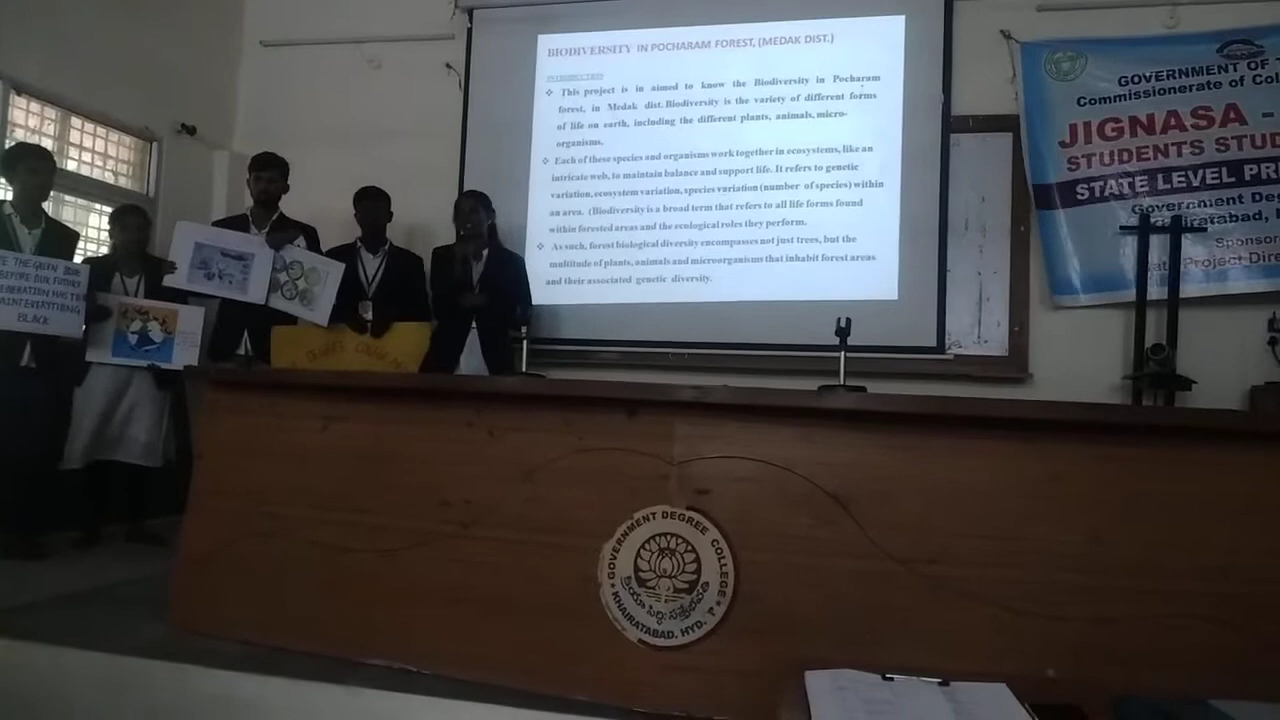 BIODIVERSITY IN POCHARAM FOREST, (MEDAK DIST.)
INTRODUCTION
This project is in aimed to know the Biodiversity in Pocharam
forest, in Medak dist. Biodiversity is the variety of different forms
of life on earth, including the different plants, animals, micro-
organisms.
Each of these species and organisms work together in ecosystems, like an
intricate web, to maintain balance and support life. It refers to genetic
variation, ecosystem variation, species variation (number of species) within
an area. (Biodiversity is a broad term that refers to all life forms found
within forested areas and the ecological roles they perform.
As such, forest biological diversity encompasses not just trees, but the
multitude of plants, animals and microorganisms that inhabit forest areas
and their associated genetic diversity.
GOVERNMENT OF
Commissionerate of Col
JIGNASA -
STUDENTS STUD
STATE LEVEL PRE
Government Deg
airatabad,
Sponsor
Project Dire
THE GREEN
BEFORE OUR FUTURE
HAS TO
EVERYTHING
BLACK
GOVERNMENT DEGREE COLLEGE
KHAIRATABAD, HYD.